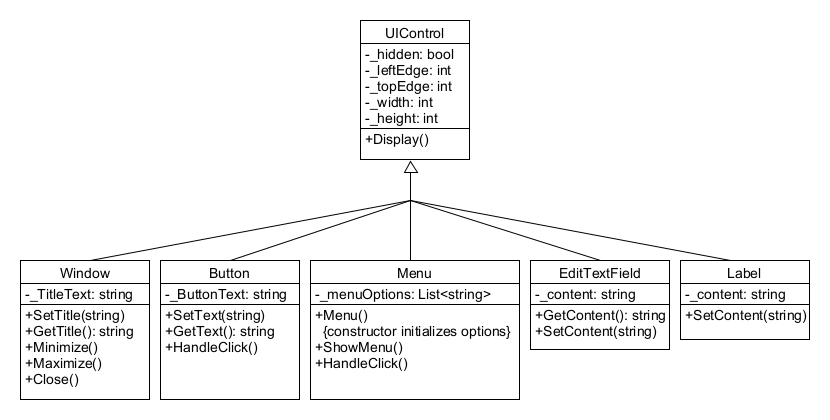 UIControl
-_hidden: bool
-_leftEdge: int
-_topEdge: int
-_width: int
-_height: int
+Display()
Window
-_TitleText: string
+SetTitle(string)
+GetTitle(): string
+Minimize()
+Maximize()
+Close()
Button
-_ButtonText: string
+SetText(string)
+GetText(): string
+HandleClick()
Menu
-_menuOptions: List<string>
+Menu()
{constructor initializes options}
+ShowMenu()
+HandleClick()
EditTextField
-_content: string
+GetContent(): string
+SetContent(string)
Label
-_content: string
+SetContent(string)